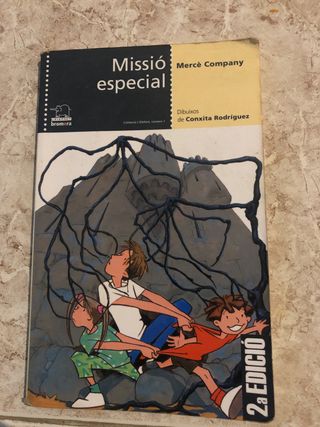 Missió
especial
Mercè Company
Dibuixos
de Conxita Rodríguez
bromera
2a EDICIÓ